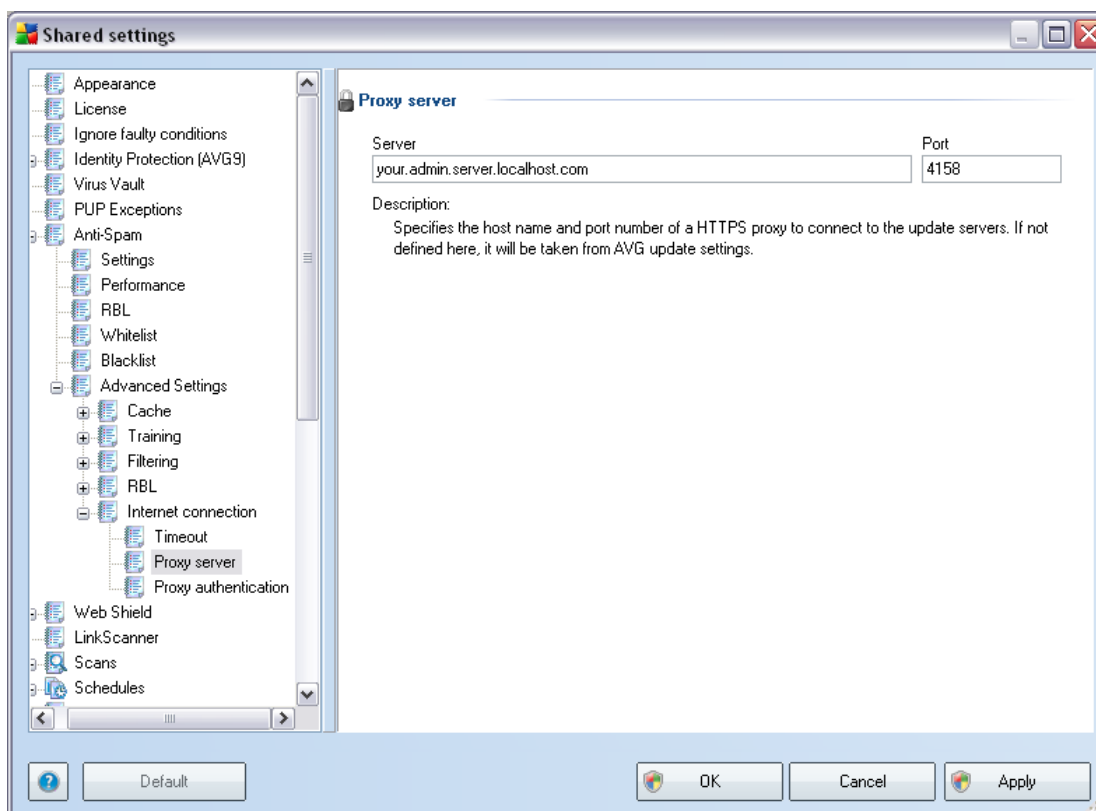 Shared settings
Appearance
License
Ignore faulty conditions
Identity Protection (AVG9)
Virus Vault
PUP Exceptions
Anti-Spam
Settings
Performance
RBL
Whitelist
Blacklist
Advanced Settings
Cache
Training
Filtering
RBL
Internet connection
Timeout
Proxy server
Proxy authentication
Web Shield
LinkScanner
Scans
Schedules
Proxy server
Server
Port
your.admin.server.localhost.com
4158
Description:
Specifies the host name and port number of a HTTPS proxy to connect to the update servers. If not
defined here, it will be taken from AVG update settings.
Default
OK
Cancel
Apply